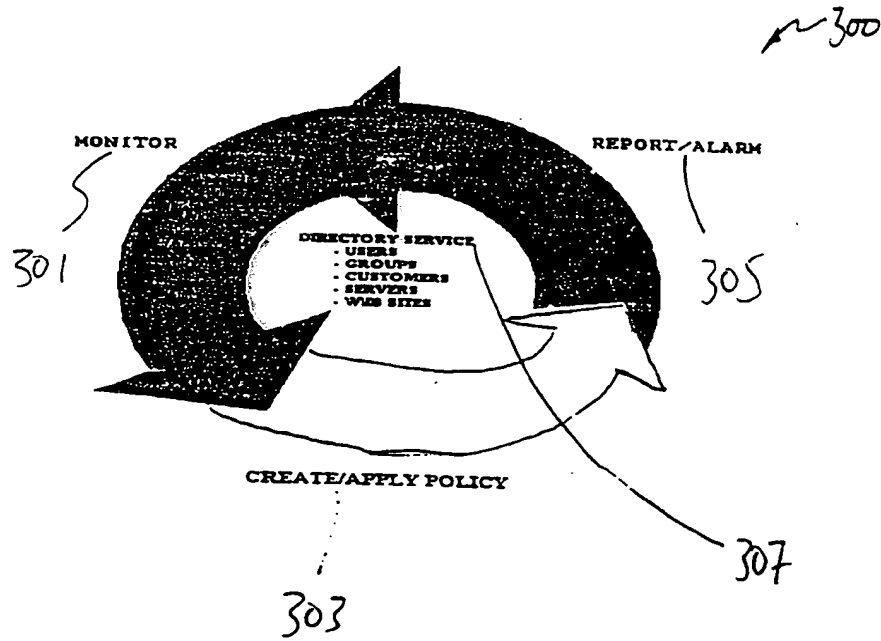 300
MONITOR
REPORT/ALARM
DIRECTORY SERVICE
- USERS
- GROUPS
- CUSTOMERS
- SERVERS
- WEB SITES
301
305
CREATE/APPLY POLICY
307
303